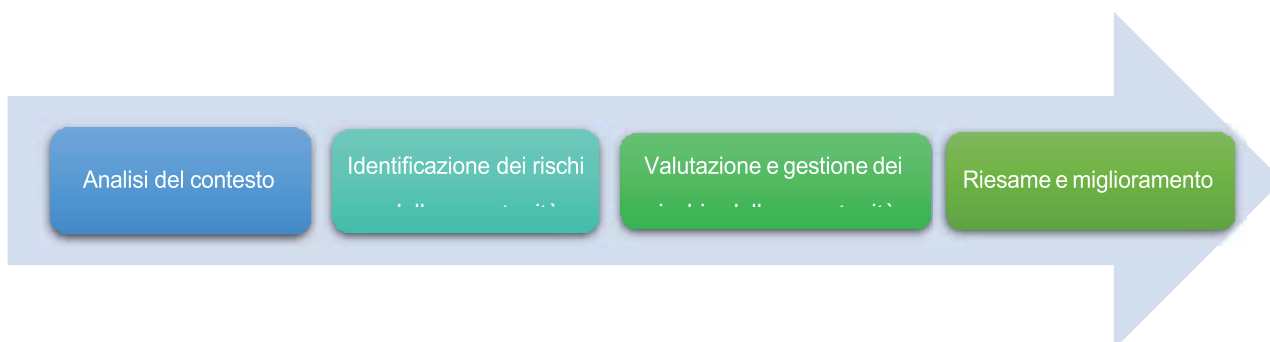 Analisi del contesto
Identificazione dei rischi
Valutazione e gestione dei
Riesame e miglioramento